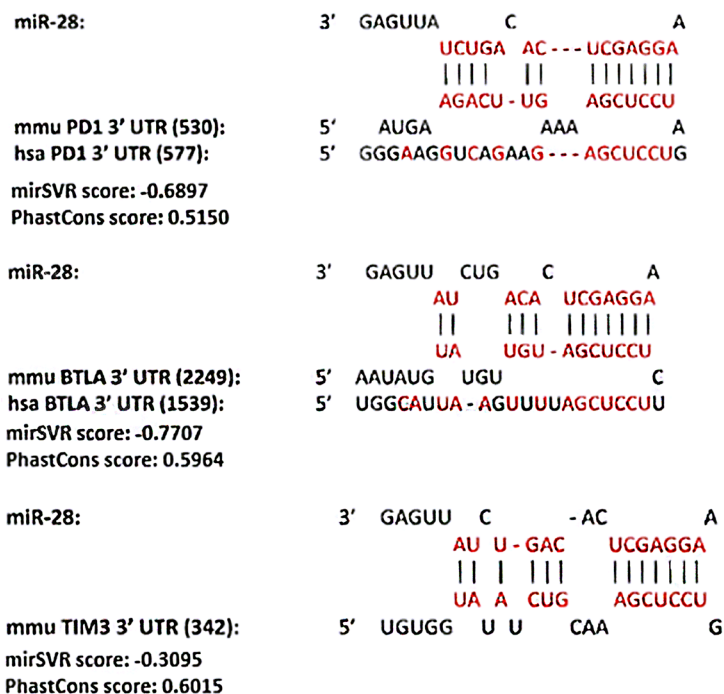 miR-28: 3' GAGUUA C A
UCUGA AC - - - UCGAGGA
AGACU - UG AGCUCCU
mmu PD1 3' UTR (530): 5' AUGA AAA A
hsa PD1 3' UTR (577): 5' GGGAAGGUCAGAAG - - - AGCUCCUG
mirSVR score: -0.6897
PhastCons score: 0.5150
miR-28: 3' GAGUU CUG C A
AU ACA UCGAGGA
UA UGU - AGCUCCU
mmu BTLA 3' UTR (2249): 5' AAUAUG UGU C
hsa BTLA 3' UTR (1539): 5' UGGCAUUA - AGUUUUAGCUCCUU
mirSVR score: -0.7707
PhastCons score: 0.5964
miR-28: 3' GAGUU C - AC A
AU U - GAC UCGAGGA
UA A CUG AGCUCCU
mmu TIM3 3' UTR (342): 5' UGUGG U U CAA G
mirSVR score: -0.3095
PhastCons score: 0.6015